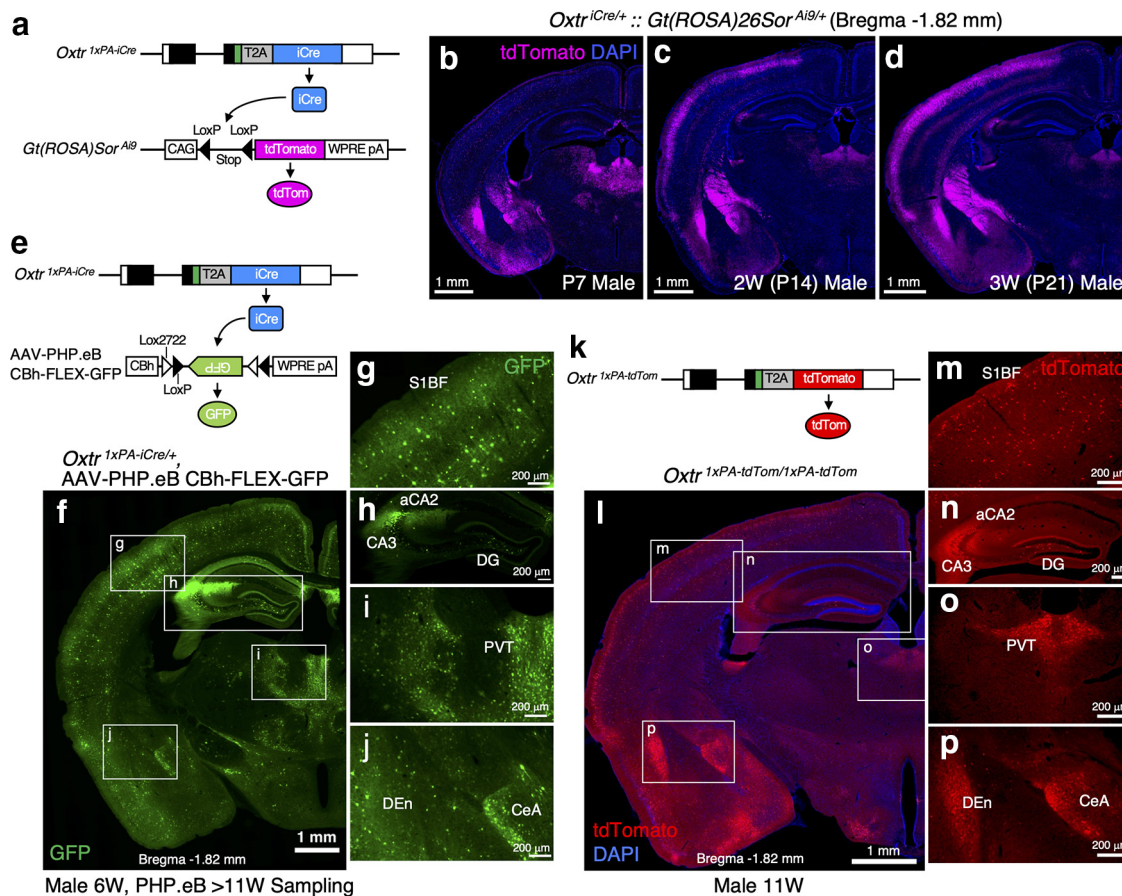 a
Oxtr 1xPA-iCre
T2A
iCre
iCre
LoxP LoxP
Gt(ROSA)Sor Ai9
CAG
Stop
tdTomato
WPRE pA
tdTom
Oxtr iCre/+ :: Gt(ROSA)26Sor Ai9/+ (Bregma -1.82 mm)
b
tdTomato DAPI
1 mm
P7 Male
c
1 mm
2W (P14) Male
d
1 mm
3W (P21) Male
e
Oxtr 1xPA-iCre
T2A
iCre
iCre
Lox2722
AAV-PHP.eB
CBh-FLEX-GFP
CBh
GFP
WPRE pA
LoxP
GFP
Oxtr 1xPA-iCre/+,
AAV-PHP.eB CBh-FLEX-GFP
f
g
h
i
j
GFP
Bregma -1.82 mm
1 mm
Male 6W, PHP.eB >11W Sampling
g
GFP
S1BF
200 µm
h
aCA2
CA3
DG
200 µm
i
PVT
200 µm
j
DEn
CeA
200 µm
k
Oxtr 1xPA-tdTom
T2A
tdTomato
tdTom
Oxtr 1xPA-tdTom/1xPA-tdTom
l
m
n
o
p
tdTomato
DAPI
Bregma -1.82 mm
1 mm
Male 11W
m
tdTomato
S1BF
200 µm
n
aCA2
CA3
DG
200 µm
o
PVT
200 µm
p
DEn
CeA
200 µm